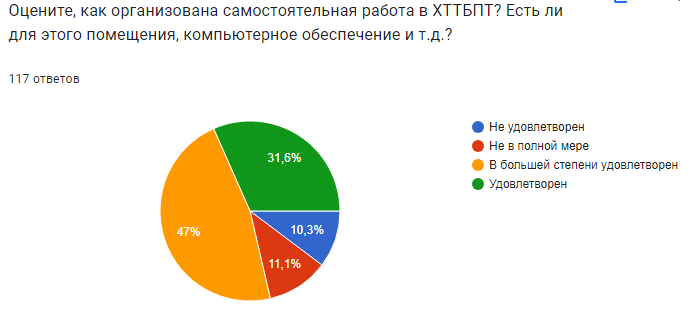 Оцените, как организована самостоятельная работа в ХТТБПТ? Есть ли
для этого помещения, компьютерное обеспечение и т.д.?
117 ответов
31,6%
47%
10,3%
11,1%
Не удовлетворен
Не в полной мере
В большей степени удовлетворен
Удовлетворен